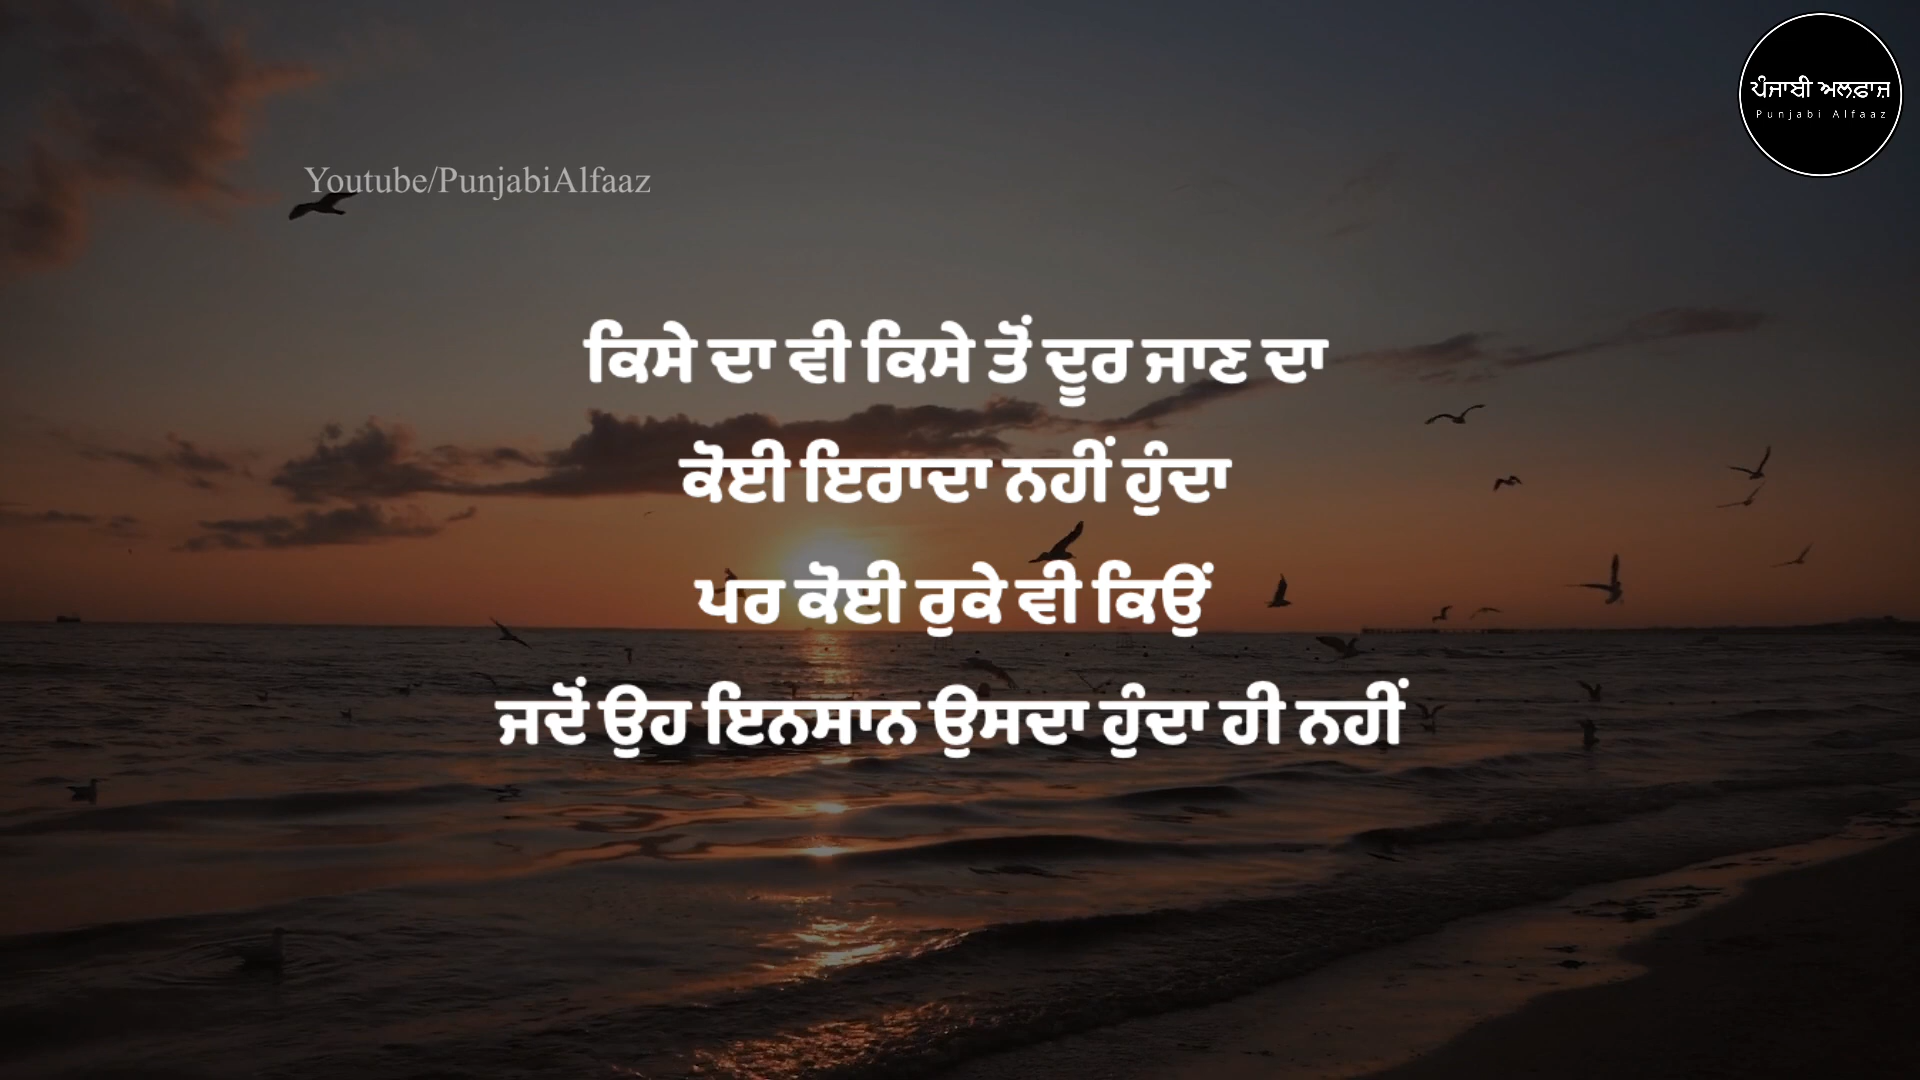 ਪੰਜਾਬੀ ਅਲਫ਼ਾਜ਼
Punjabi Alfaaz
Youtube/PunjabiAlfaaz
ਕਿਸੇ ਦਾ ਵੀ ਕਿਸੇ ਤੋਂ ਦੂਰ ਜਾਣ ਦਾ
ਕੋਈ ਇਰਾਦਾ ਨਹੀਂ ਹੁੰਦਾ
ਪਰ ਕੋਈ ਰੁਕੇ ਵੀ ਕਿਉਂ
ਜਦੋਂ ਉਹ ਇਨਸਾਨ ਉਸਦਾ ਹੁੰਦਾ ਹੀ ਨਹੀਂ